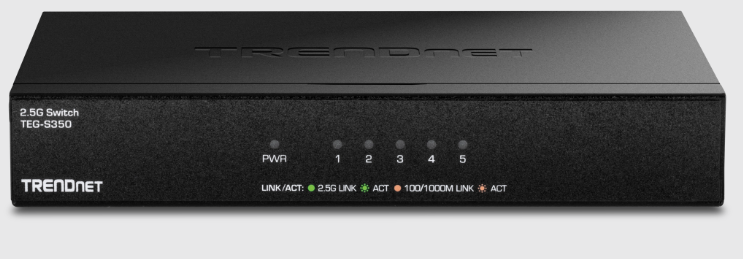 TRENDNET
2.5G Switch
TEG-S350
PWR 1 2 3 4 5
TRENDNET
LINK/ACT: 2.5G LINK ACT 100/1000M LINK ACT